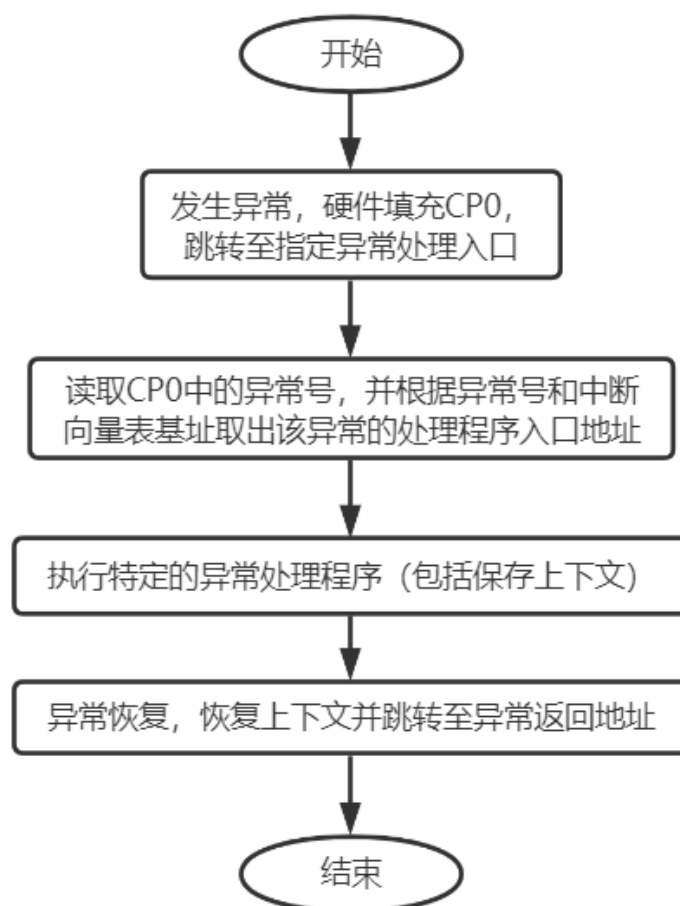 开始
发生异常，硬件填充CP0，
跳转至指定异常处理入口
读取CP0中的异常号，并根据异常号和中断
向量表基址取出该异常的处理程序入口地址
执行特定的异常处理程序（包括保存上下文）
异常恢复，恢复上下文并跳转至异常返回地址
结束